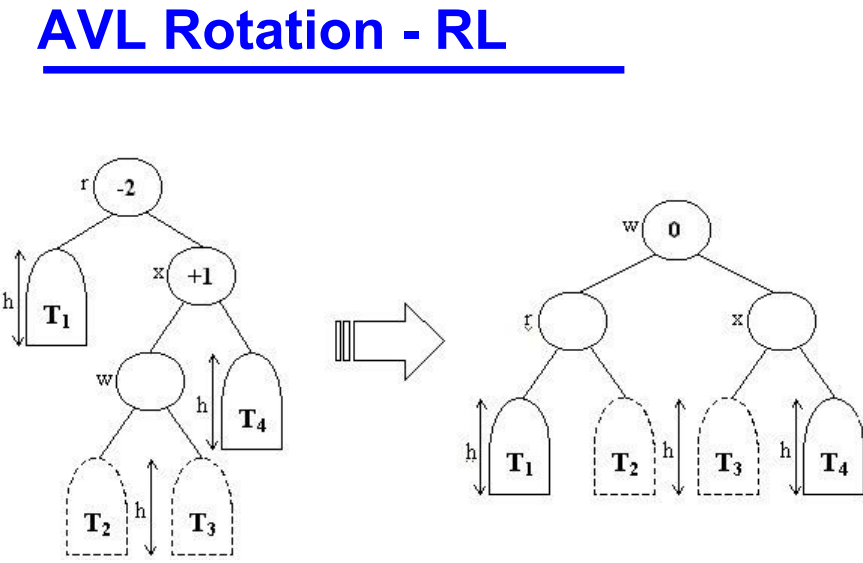 AVL Rotation - RL
r
-2
w
0
x
+1
h
T1
r
x
w
h
T4
h
T1
T2
h
T3
h
T4
T2
h
T3